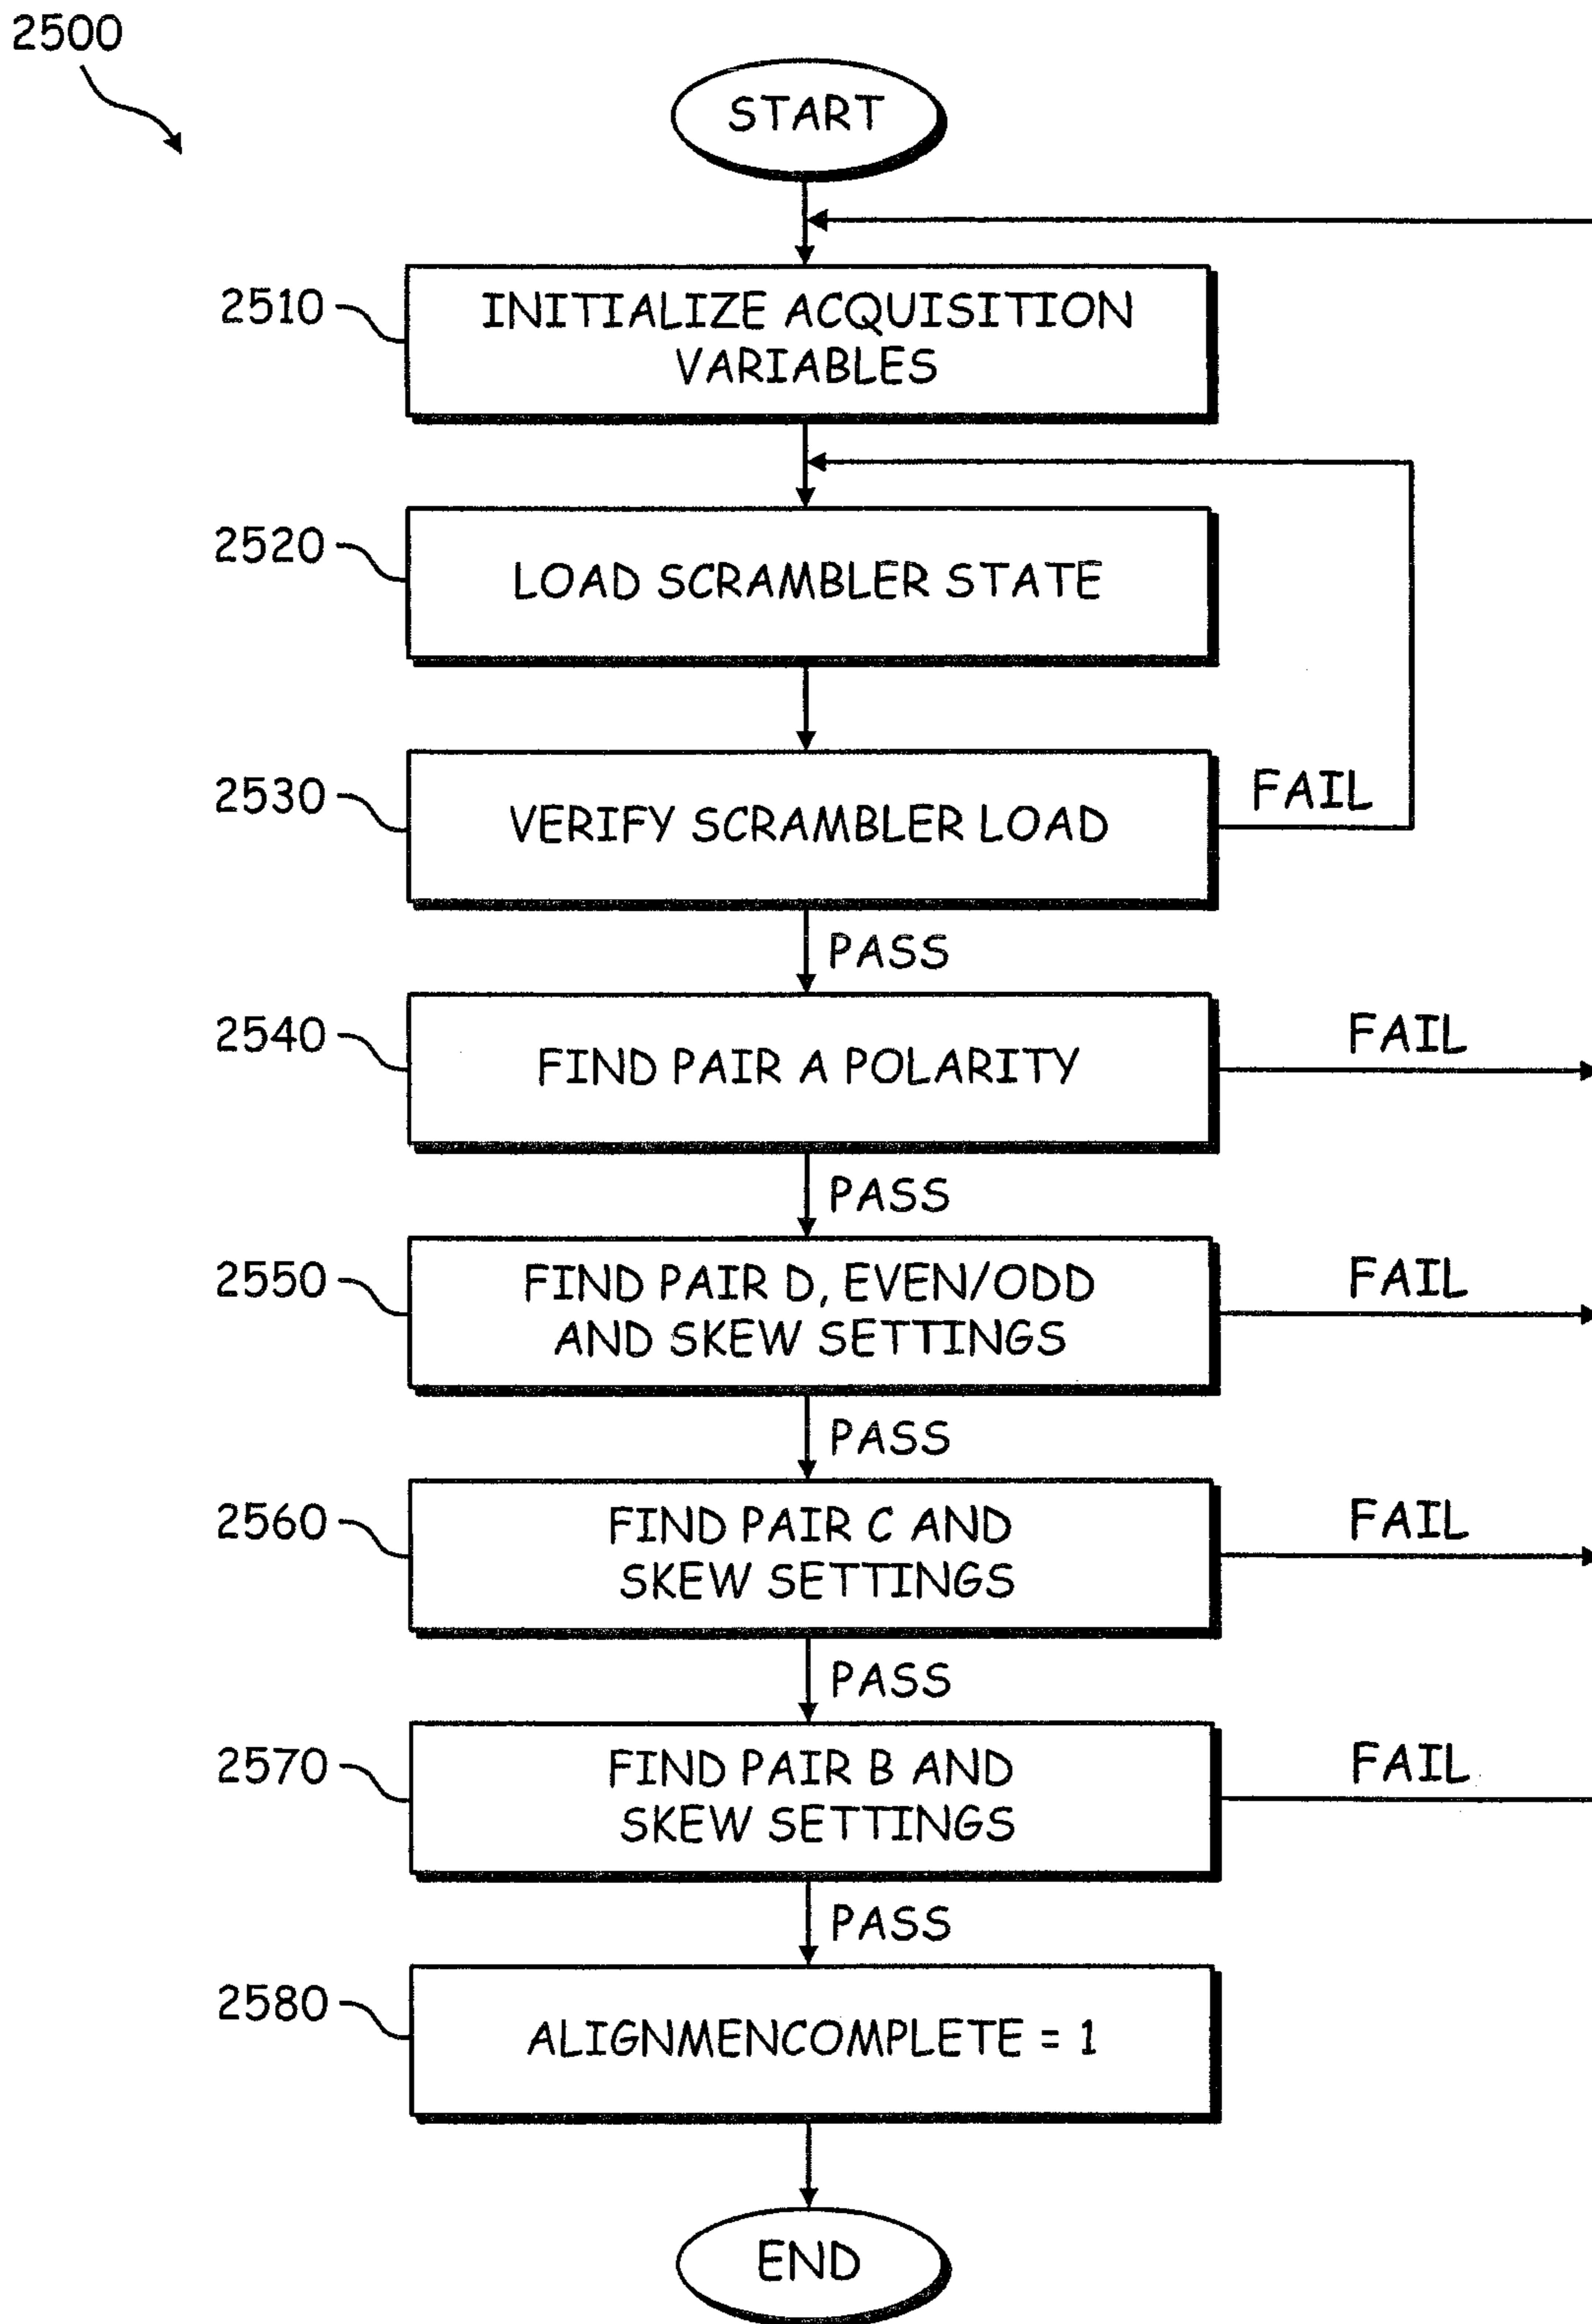 2500
START
2510
INITIALIZE ACQUISITION
VARIABLES
2520
LOAD SCRAMBLER STATE
2530
VERIFY SCRAMBLER LOAD
FAIL
PASS
2540
FIND PAIR A POLARITY
FAIL
PASS
2550
FIND PAIR D, EVEN/ODD
AND SKEW SETTINGS
FAIL
PASS
2560
FIND PAIR C AND
SKEW SETTINGS
FAIL
PASS
2570
FIND PAIR B AND
SKEW SETTINGS
FAIL
PASS
2580
ALIGNMENCOMPLETE = 1
END